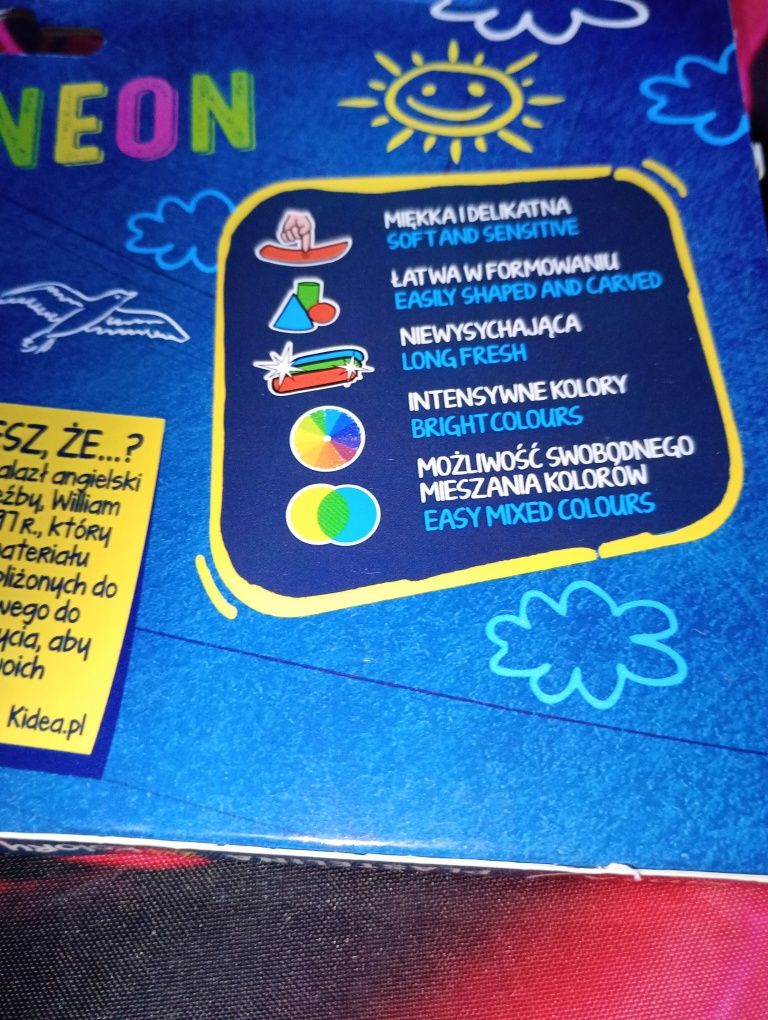 NEON
MIĘKKA I DELIKATNA
SOFT AND SENSITIVE
ŁATWA W FORMOWANIU
EASILY SHAPED AND CARVED
NIEWYSYCHAJĄCA
LONG FRESH
INTENSYWNE KOLORY
BRIGHT COLOURS
MOŻLIWOŚĆ SWOBODNEGO
MIESZANIA KOLORÓW
EASY MIXED COLOURS
ESZ, ŻE...?
alazł angielski
eźby, William
97 r., który
ateriału
bliżonych do
wego do
ycia, aby
woich
Kidea.pl